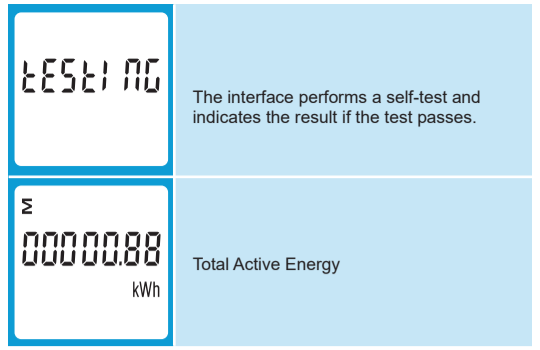 tESti NG
The interface performs a self-test and
indicates the result if the test passes.
Σ
00000.88
kWh
Total Active Energy